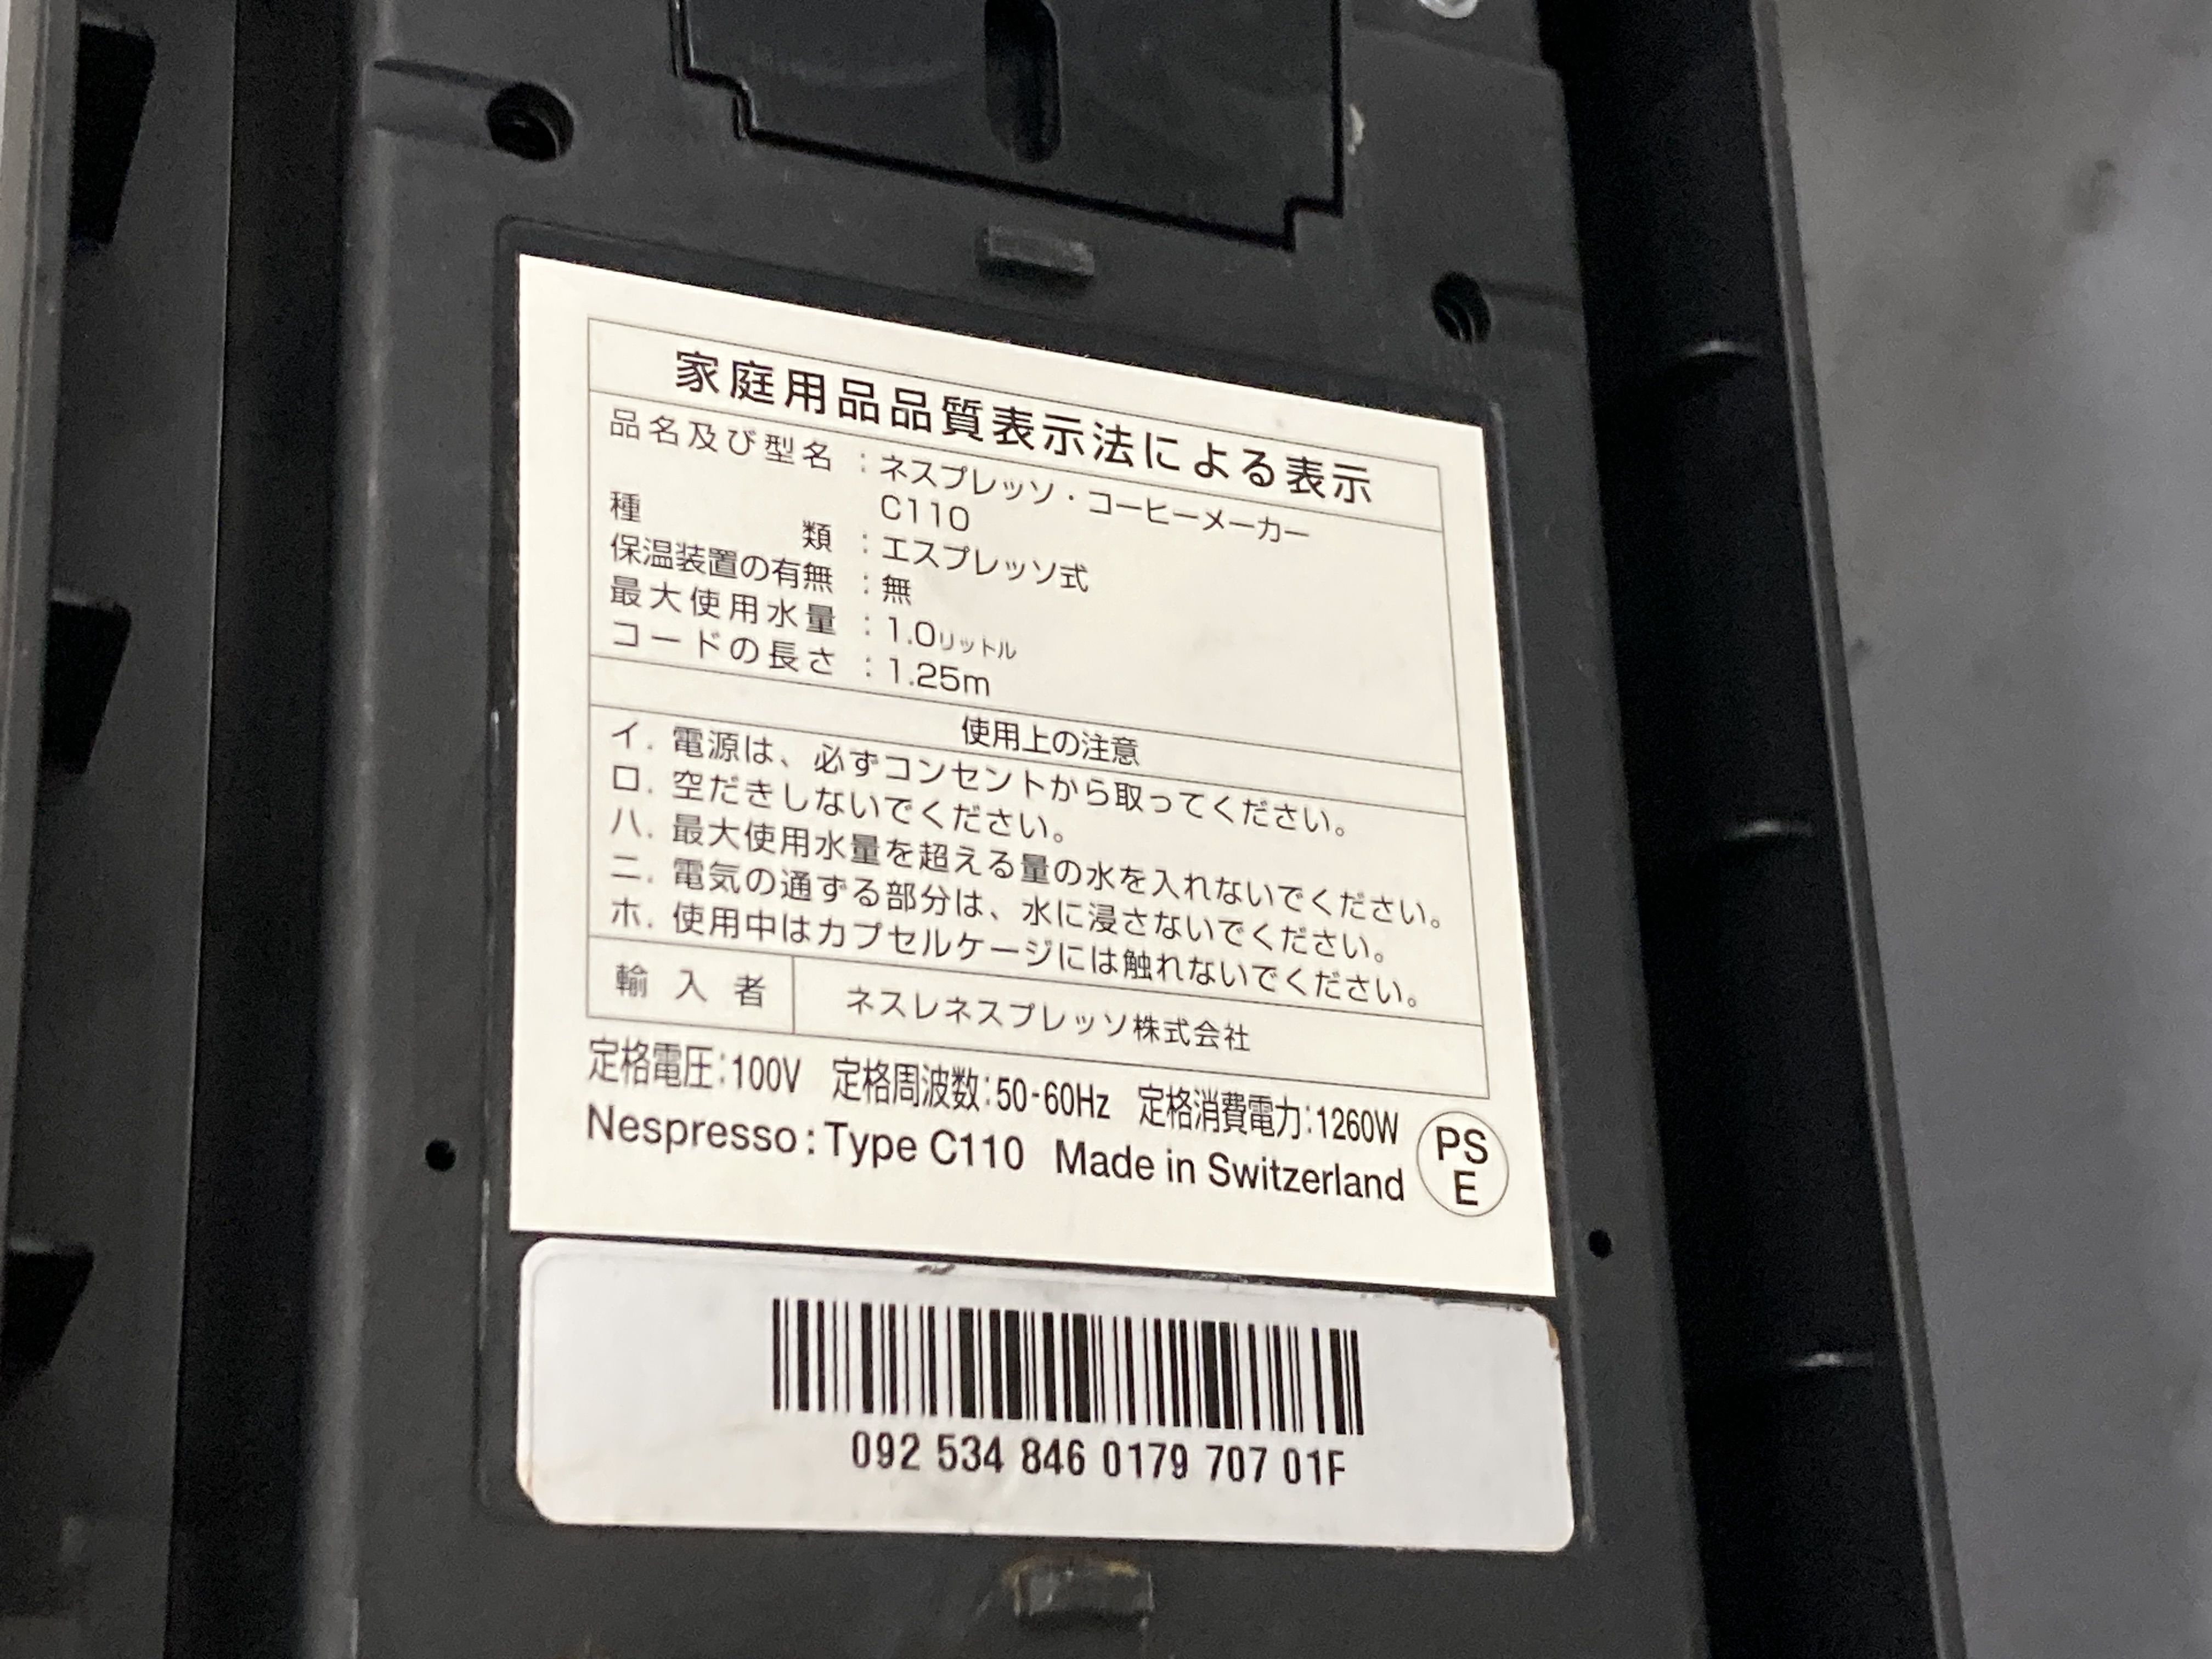 家庭用品品質表示法による表示
品名及び型名：ネスプレッソ・コーヒーメーカー
C110
種類：エスプレッソ式
保温装置の有無：無
最大使用水量：1.0リットル
コードの長さ：1.25m
使用上の注意
イ．電源は、必ずコンセントから取ってください。
ロ．空だきしないでください。
ハ．最大使用水量を超える量の水を入れないでください。
ニ．電気の通ずる部分は、水に浸さないでください。
ホ．使用中はカプセルケージには触れないでください。
輸入者 ネスレネスプレッソ株式会社
定格電圧：100V 定格周波数：50-60Hz 定格消費電力：1260W
Nespresso : Type C110 Made in Switzerland
PS
E
092 534 846 0179 707 01F